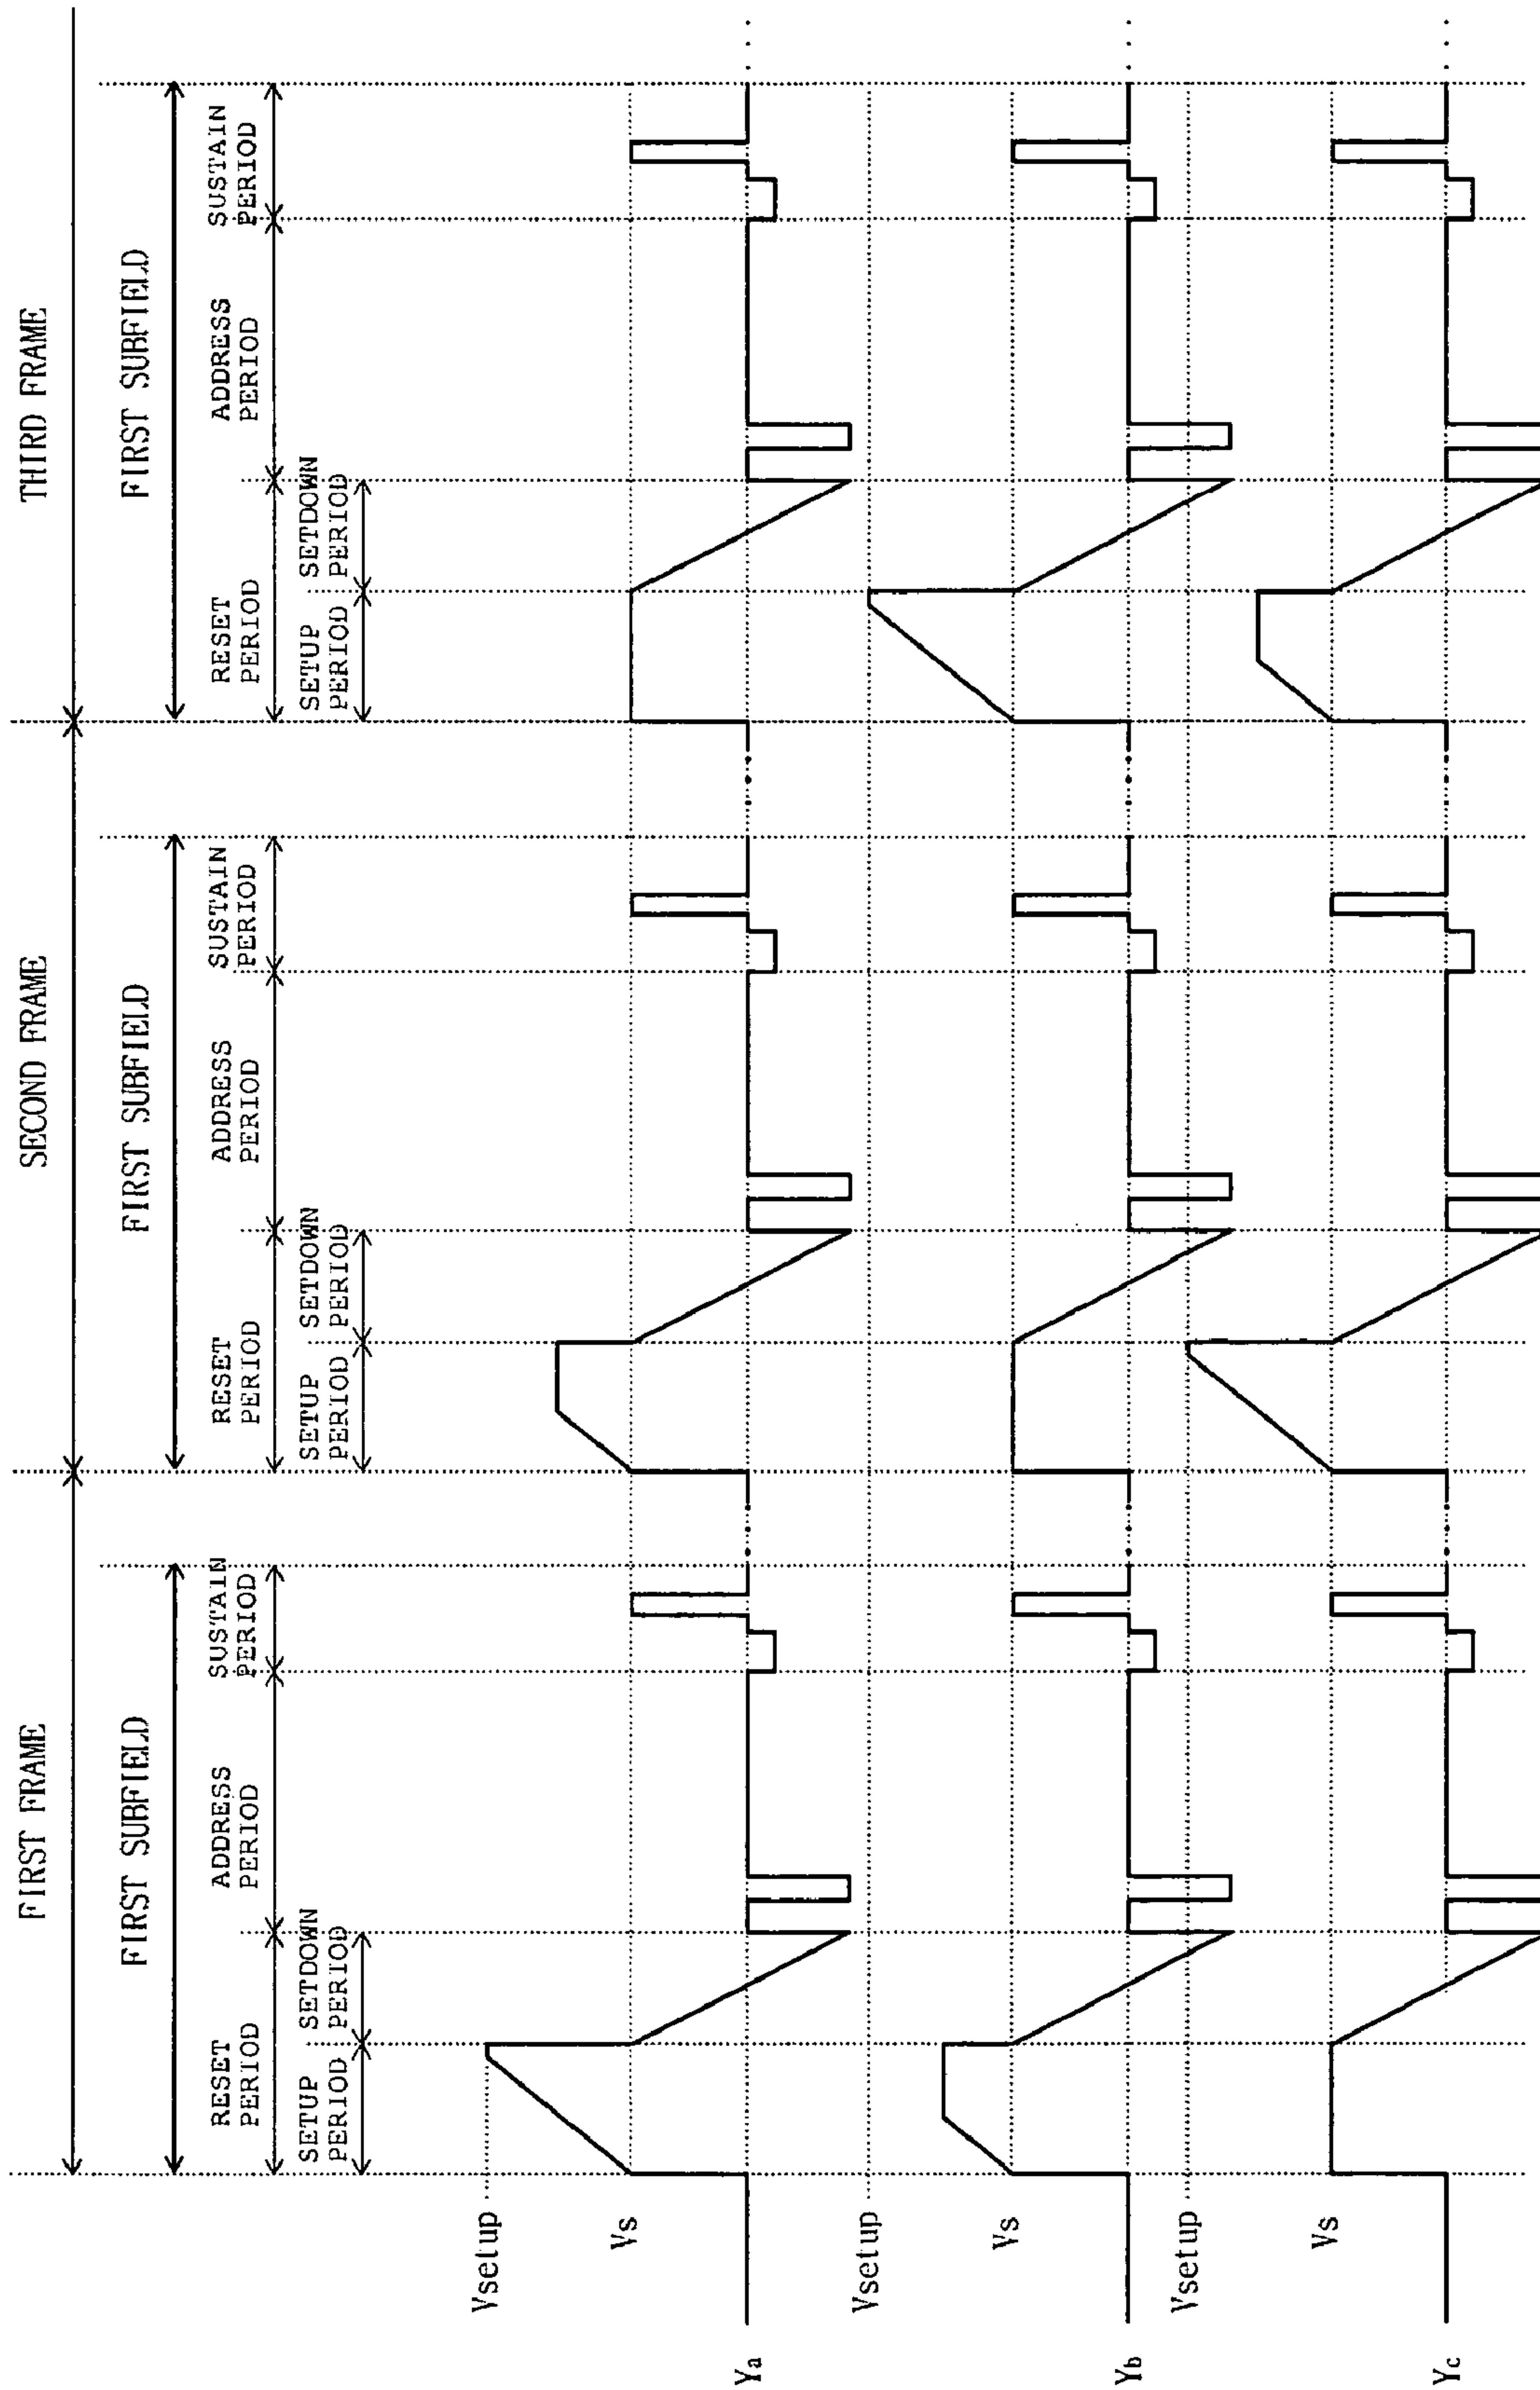 FIRST FRAME
SECOND FRAME
THIRD FRAME
FIRST SUBFIELD
FIRST SUBFIELD
FIRST SUBFIELD
RESET
PERIOD
ADDRESS
PERIOD
SUSTAIN
PERIOD
RESET
PERIOD
ADDRESS
PERIOD
SUSTAIN
PERIOD
RESET
PERIOD
ADDRESS
PERIOD
SUSTAIN
PERIOD
SETUP
PERIOD
SETDOWN
PERIOD
SETUP
PERIOD
SETDOWN
PERIOD
SETUP
PERIOD
SETDOWN
PERIOD
Vsetup
Vs
Ya
Vsetup
Vs
Yb
Vsetup
Vs
Yc